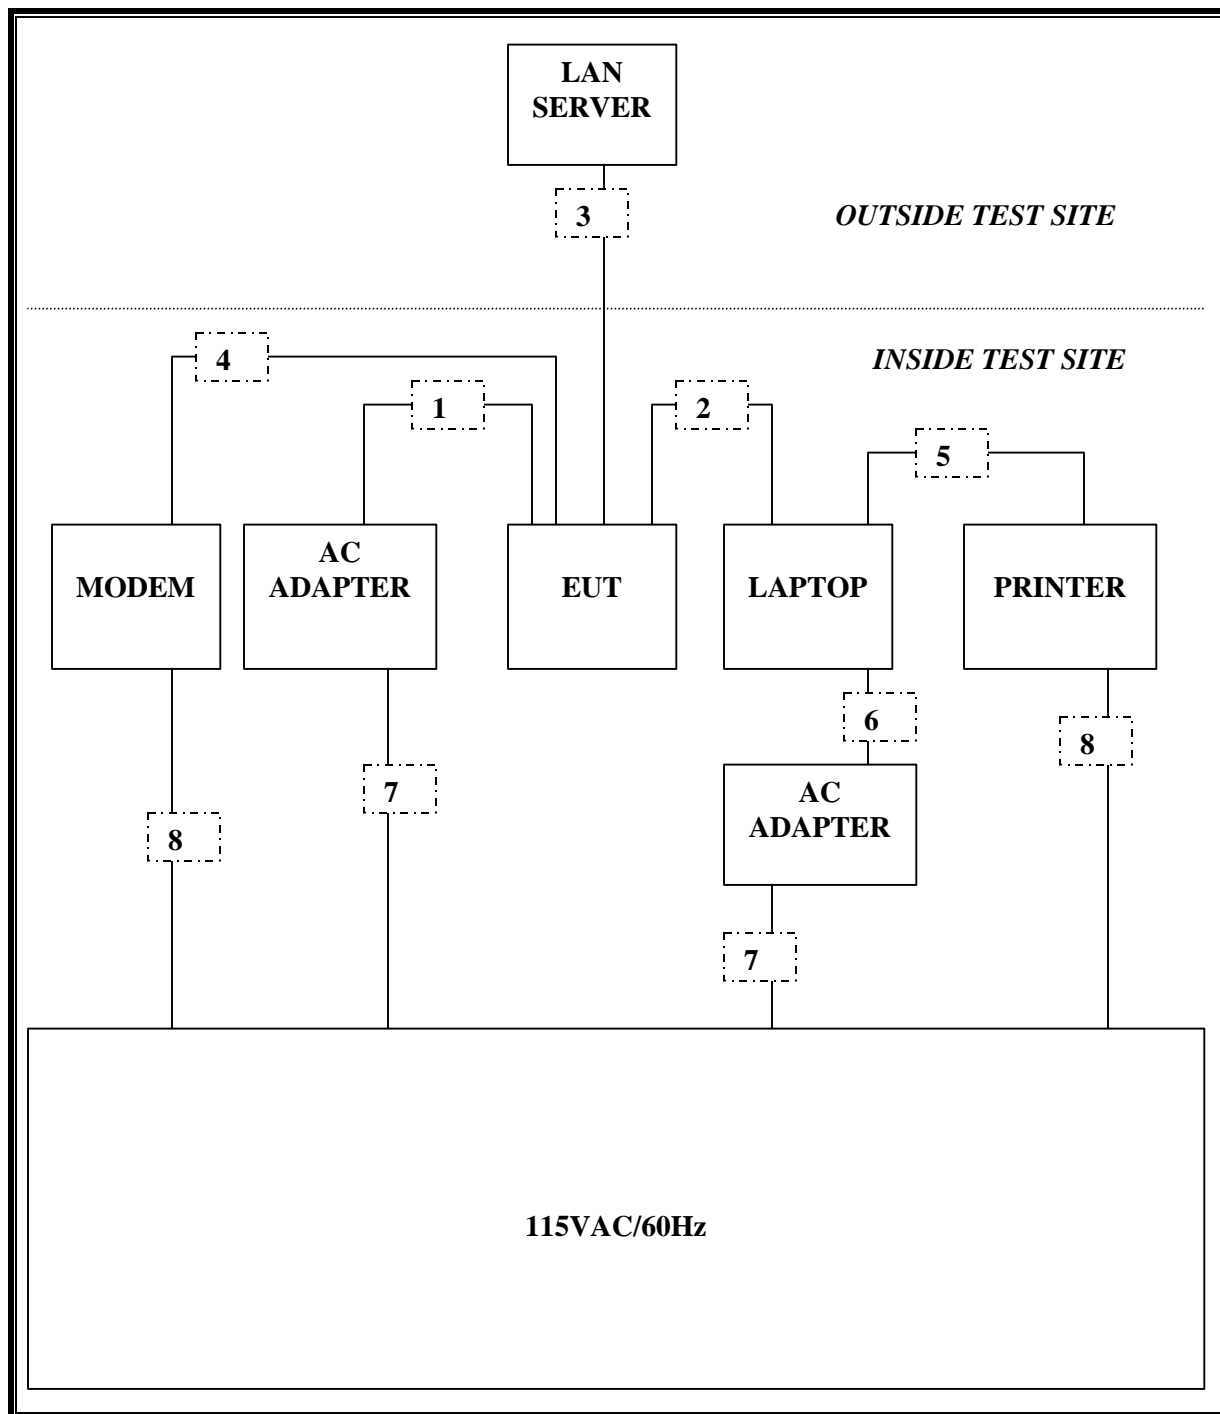 LAN
SERVER
3
OUTSIDE TEST SITE
4
INSIDE TEST SITE
1
2
5
MODEM
AC
ADAPTER
EUT
LAPTOP
PRINTER
6
8
7
AC
ADAPTER
8
7
115VAC/60Hz